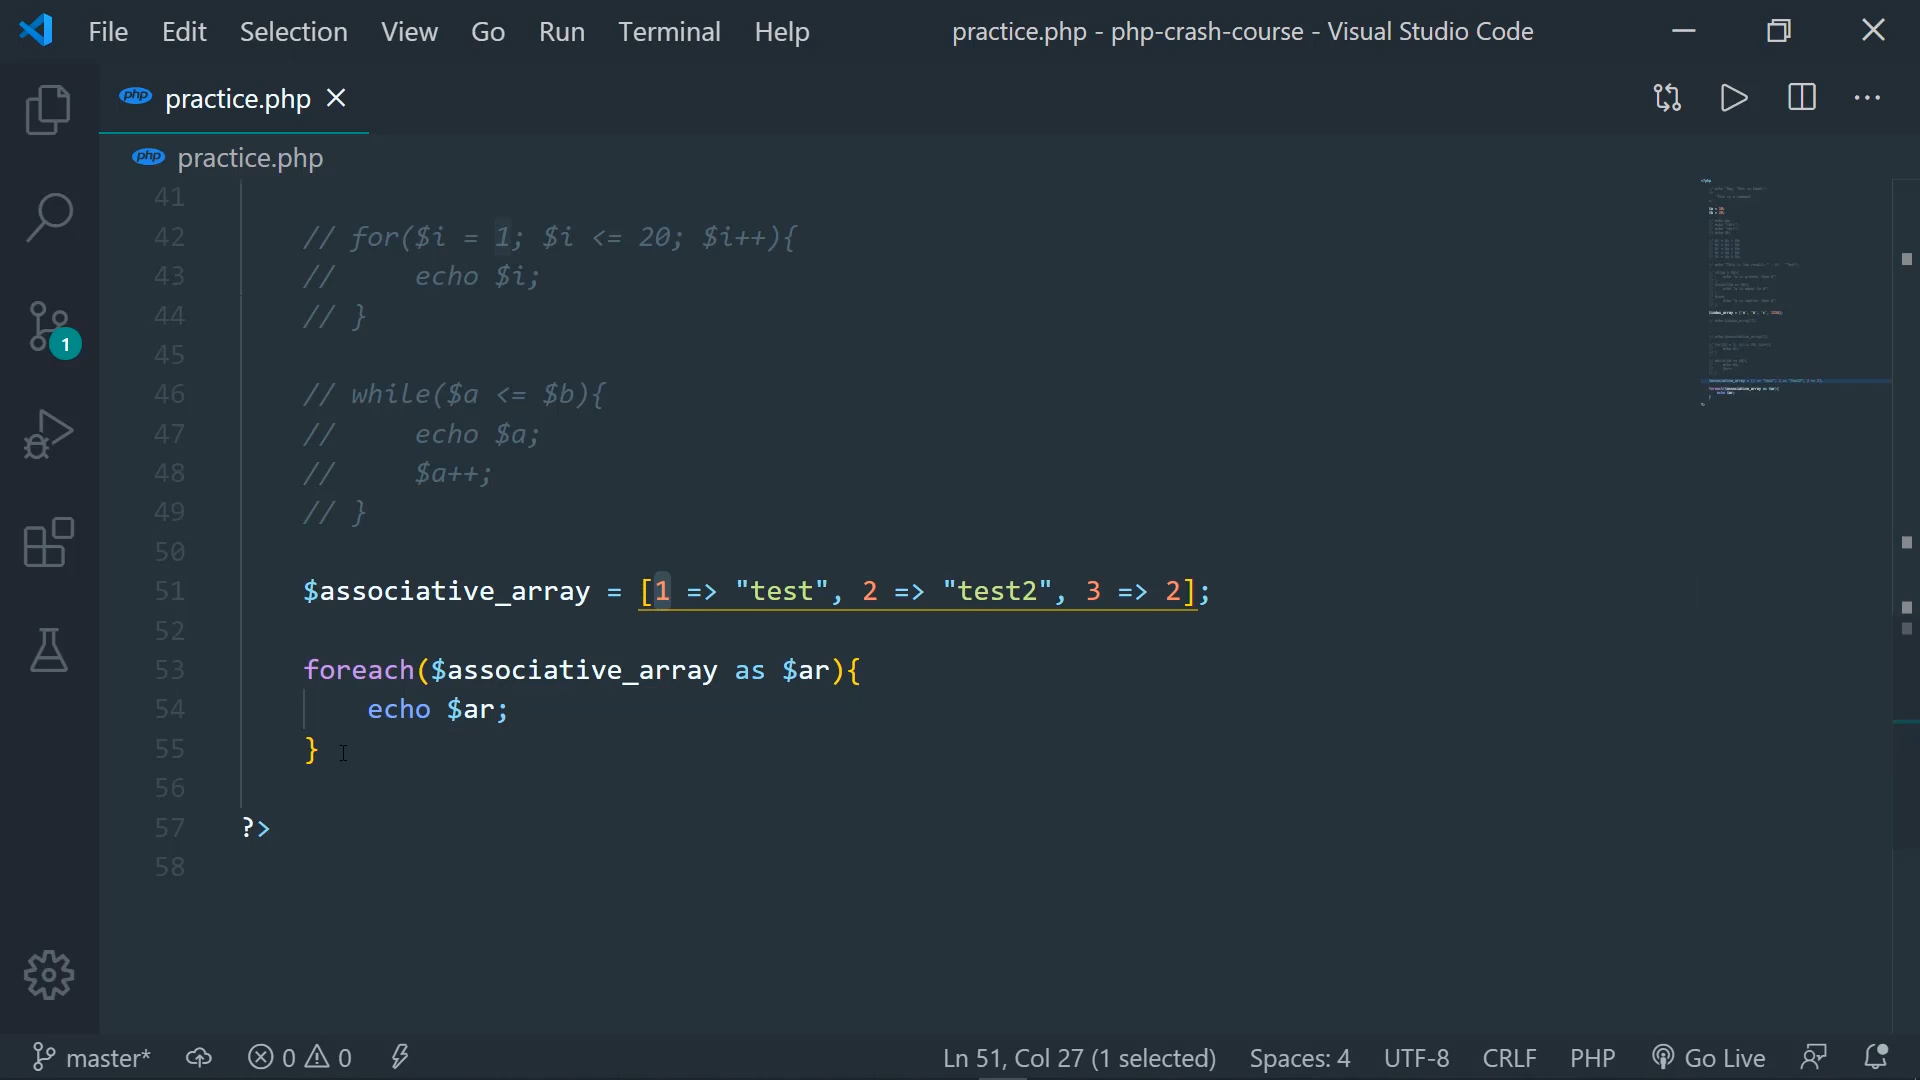 File Edit Selection View Go Run Terminal Help practice.php - php-crash-course - Visual Studio Code
php practice.php
php practice.php
41
42 // for($i = 1; $i <= 20; $i++){
43 //     echo $i;
44 // }
45
46 // while($a <= $b){
47 //     echo $a;
48 //     $a++;
49 // }
50
51 $associative_array = [1 => "test", 2 => "test2", 3 => 2];
52
53 foreach($associative_array as $ar){
54     echo $ar;
55 }
56
57 ?>
58
1
master* 0 0 Ln 51, Col 27 (1 selected) Spaces: 4 UTF-8 CRLF PHP Go Live